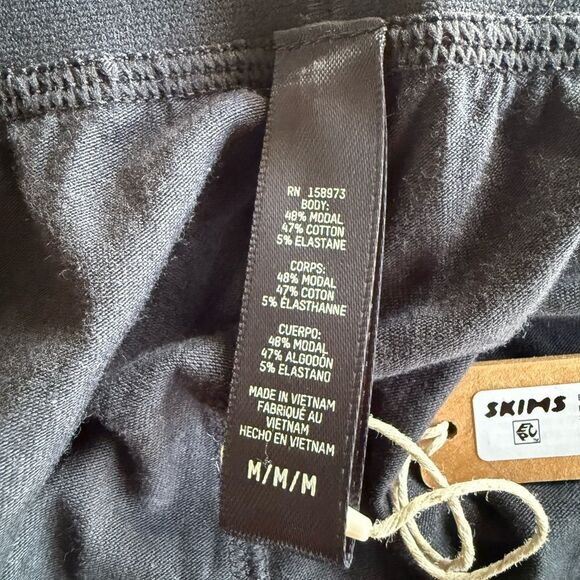 RN 158973
BODY:
48% MODAL
47% COTTON
5% ELASTANE
CORPS:
48% MODAL
47% COTON
5% ÉLASTHANNE
CUERPO:
48% MODAL
47% ALGODÓN
5% ELASTANO
MADE IN VIETNAM
FABRIQUÉ AU
VIETNAM
HECHO EN VIETNAM
M/M/M
SKIMS